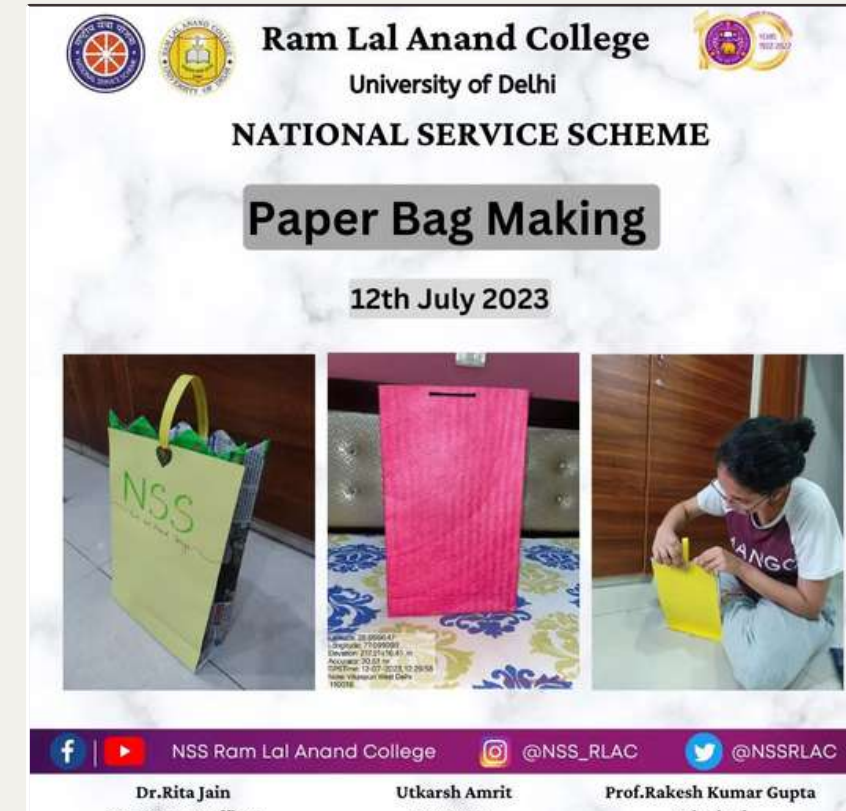 Ram Lal Anand College
University of Delhi
NATIONAL SERVICE SCHEME
Paper Bag Making
12th July 2023
NSS
MANGO
NSS Ram Lal Anand College
@NSS_RLAC
@NSSRLAC
Dr.Rita Jain
Utkarsh Amrit
Prof.Rakesh Kumar Gupta